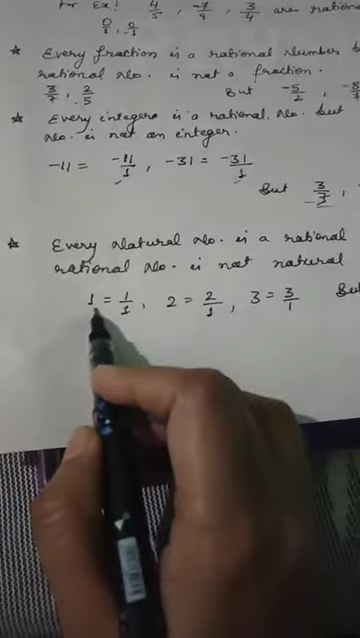 For Ex! 4/5, -7/9, 3/4 are rational
0/1, 0/2
* Every fraction is a rational Number b
rational No. is not a fraction.
3/7, 2/5 But -5/2, -8/7
* Every integers is a rational No. but
No. is not an integer.
-11 = -11/1, -31 = -31/1
But 3/7,
* Every Natural No. is a rational
rational No. is not natural
1 = 1/1, 2 = 2/1, 3 = 3/1 But